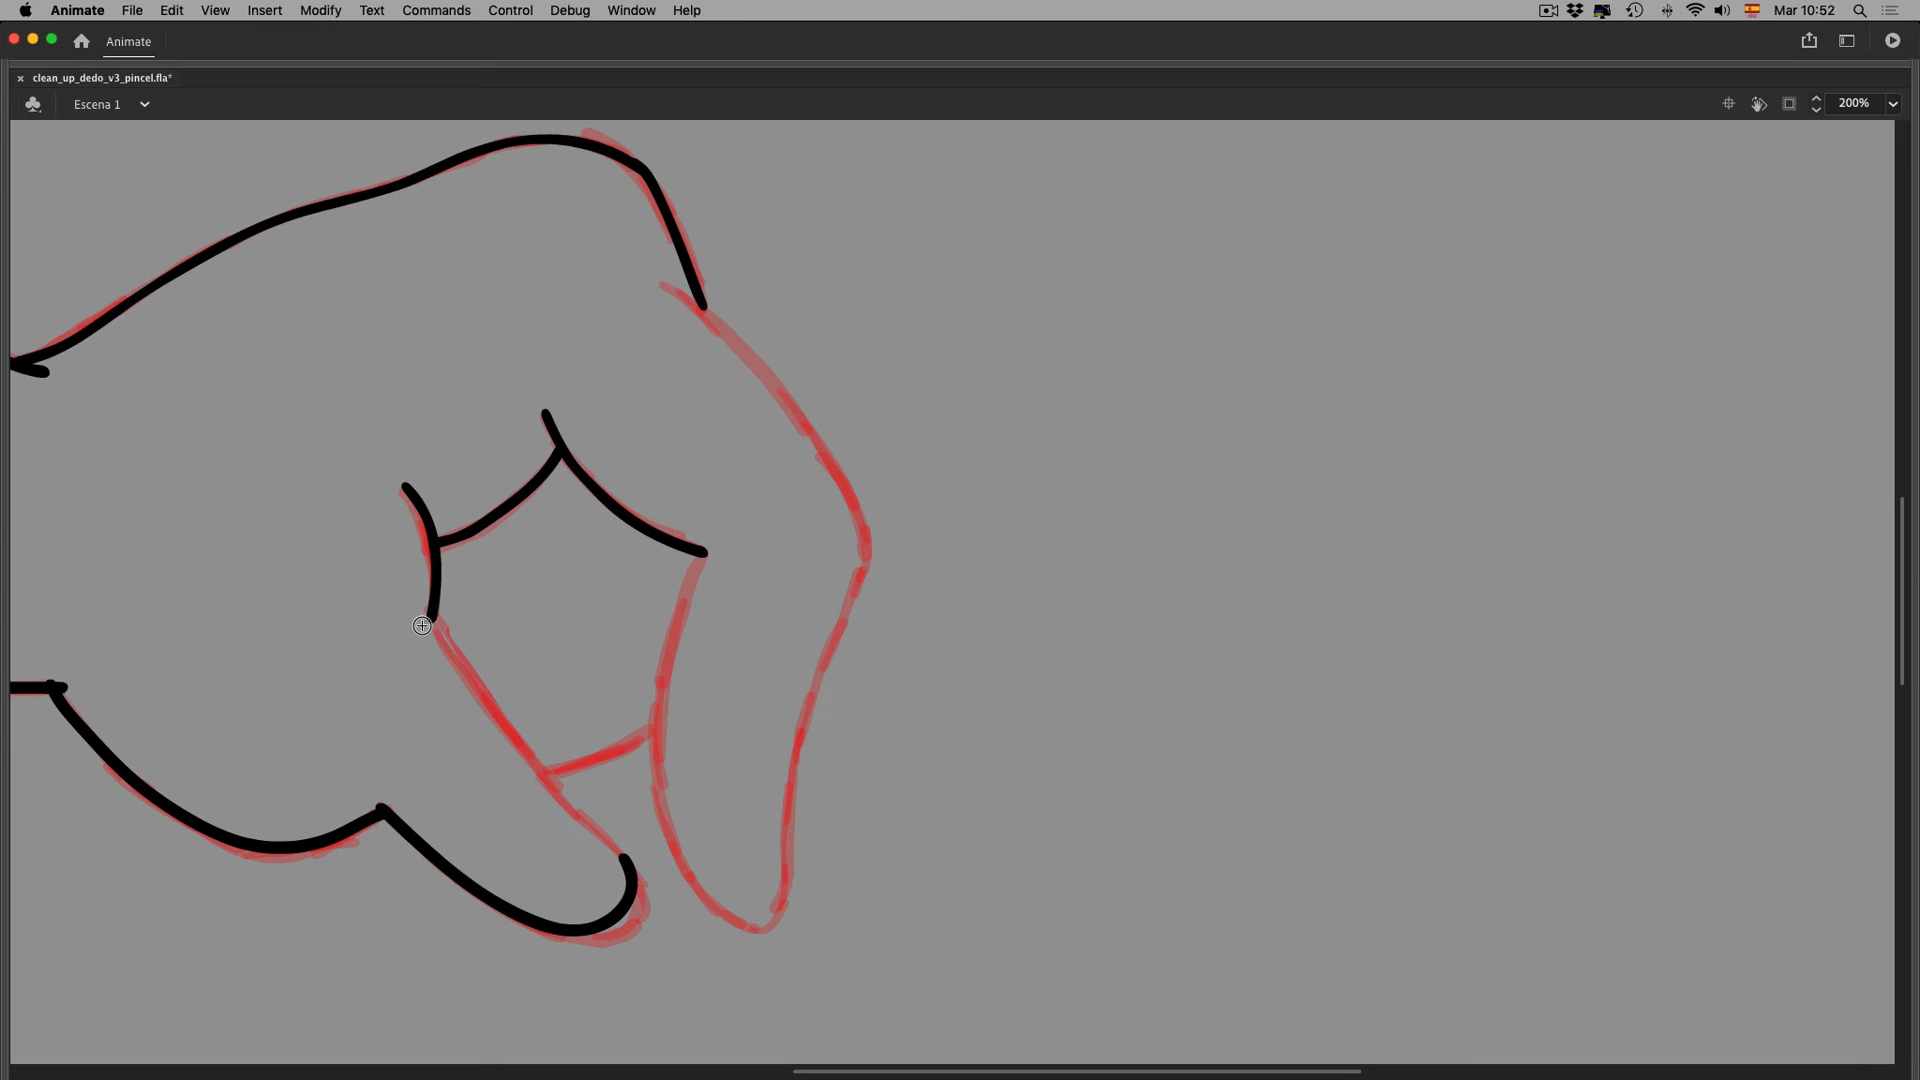 Animate File Edit View Insert Modify Text Commands Control Debug Window Help Mar 10:52
Animate
clean_up_dedo_v3_pincel.fla*
Escena 1 200%